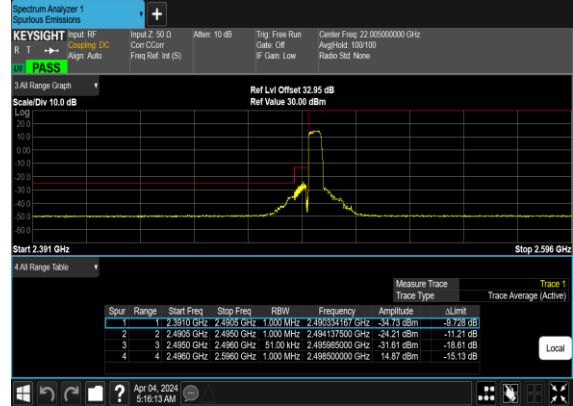 Spectrum Analyzer 1
Spurious Emissions
+
KEYSIGHT Input: RF Input Z: 50 Ω Atten: 10 dB Trig: Free Run Center Freq: 22.005000000 GHz
R T Coupling: DC Corr CCorr Gate: Off Avg|Hold: 100/100
Align: Auto Freq Ref: Int (S) IF Gain: Low Radio Std: None
PASS
3 All Range Graph Ref Lvl Offset 32.95 dB
Scale/Div 10.0 dB Ref Value 30.00 dBm
Log
20.0
10.0
0.00
-10.0
-20.0
-30.0
-40.0
-50.0
-60.0
Start 2.391 GHz Stop 2.596 GHz
4 All Range Table
Measure Trace Trace 1
Trace Type Trace Average (Active)
Spur Range Start Freq Stop Freq RBW Frequency Amplitude ΔLimit
1 1 2.3910 GHz 2.4905 GHz 1.000 MHz 2.490334167 GHz -34.73 dBm -9.728 dB
2 2 2.4905 GHz 2.4950 GHz 1.000 MHz 2.494137500 GHz -24.21 dBm -11.21 dB
3 3 2.4950 GHz 2.4960 GHz 51.00 kHz 2.495985000 GHz -31.61 dBm -18.61 dB
4 4 2.4960 GHz 2.5960 GHz 1.000 MHz 2.498500000 GHz 14.87 dBm -15.13 dB
Local
? Apr 04, 2024
5:16:13 AM